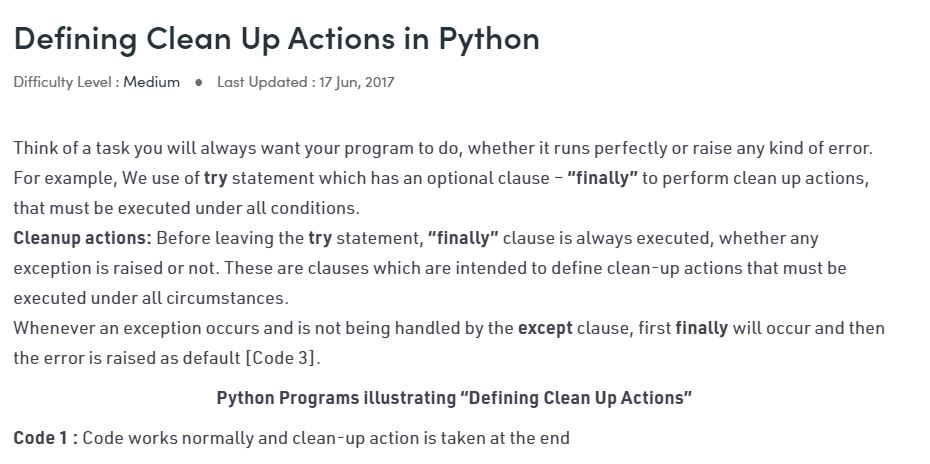 Defining Clean Up Actions in Python
Difficulty Level : Medium ● Last Updated : 17 Jun, 2017
Think of a task you will always want your program to do, whether it runs perfectly or raise any kind of error.
For example, We use of try statement which has an optional clause – “finally” to perform clean up actions,
that must be executed under all conditions.
Cleanup actions: Before leaving the try statement, “finally” clause is always executed, whether any
exception is raised or not. These are clauses which are intended to define clean-up actions that must be
executed under all circumstances.
Whenever an exception occurs and is not being handled by the except clause, first finally will occur and then
the error is raised as default [Code 3].
Python Programs illustrating “Defining Clean Up Actions”
Code 1 : Code works normally and clean-up action is taken at the end